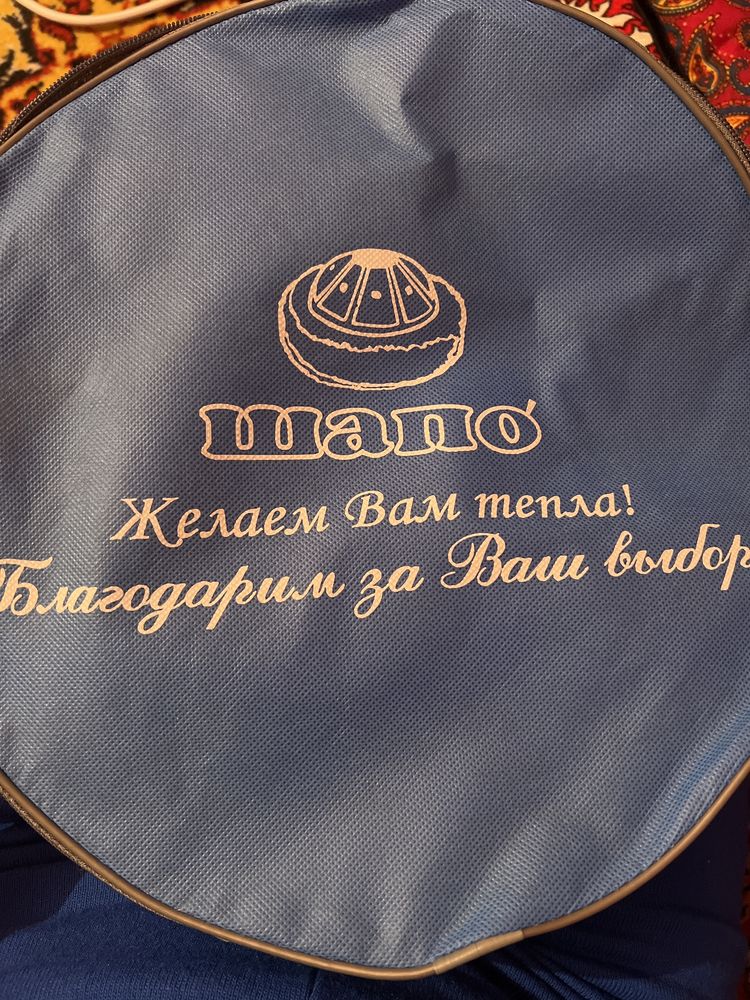 шапо́
Желаем Вам тепла!
Благодарим за Ваш выбор